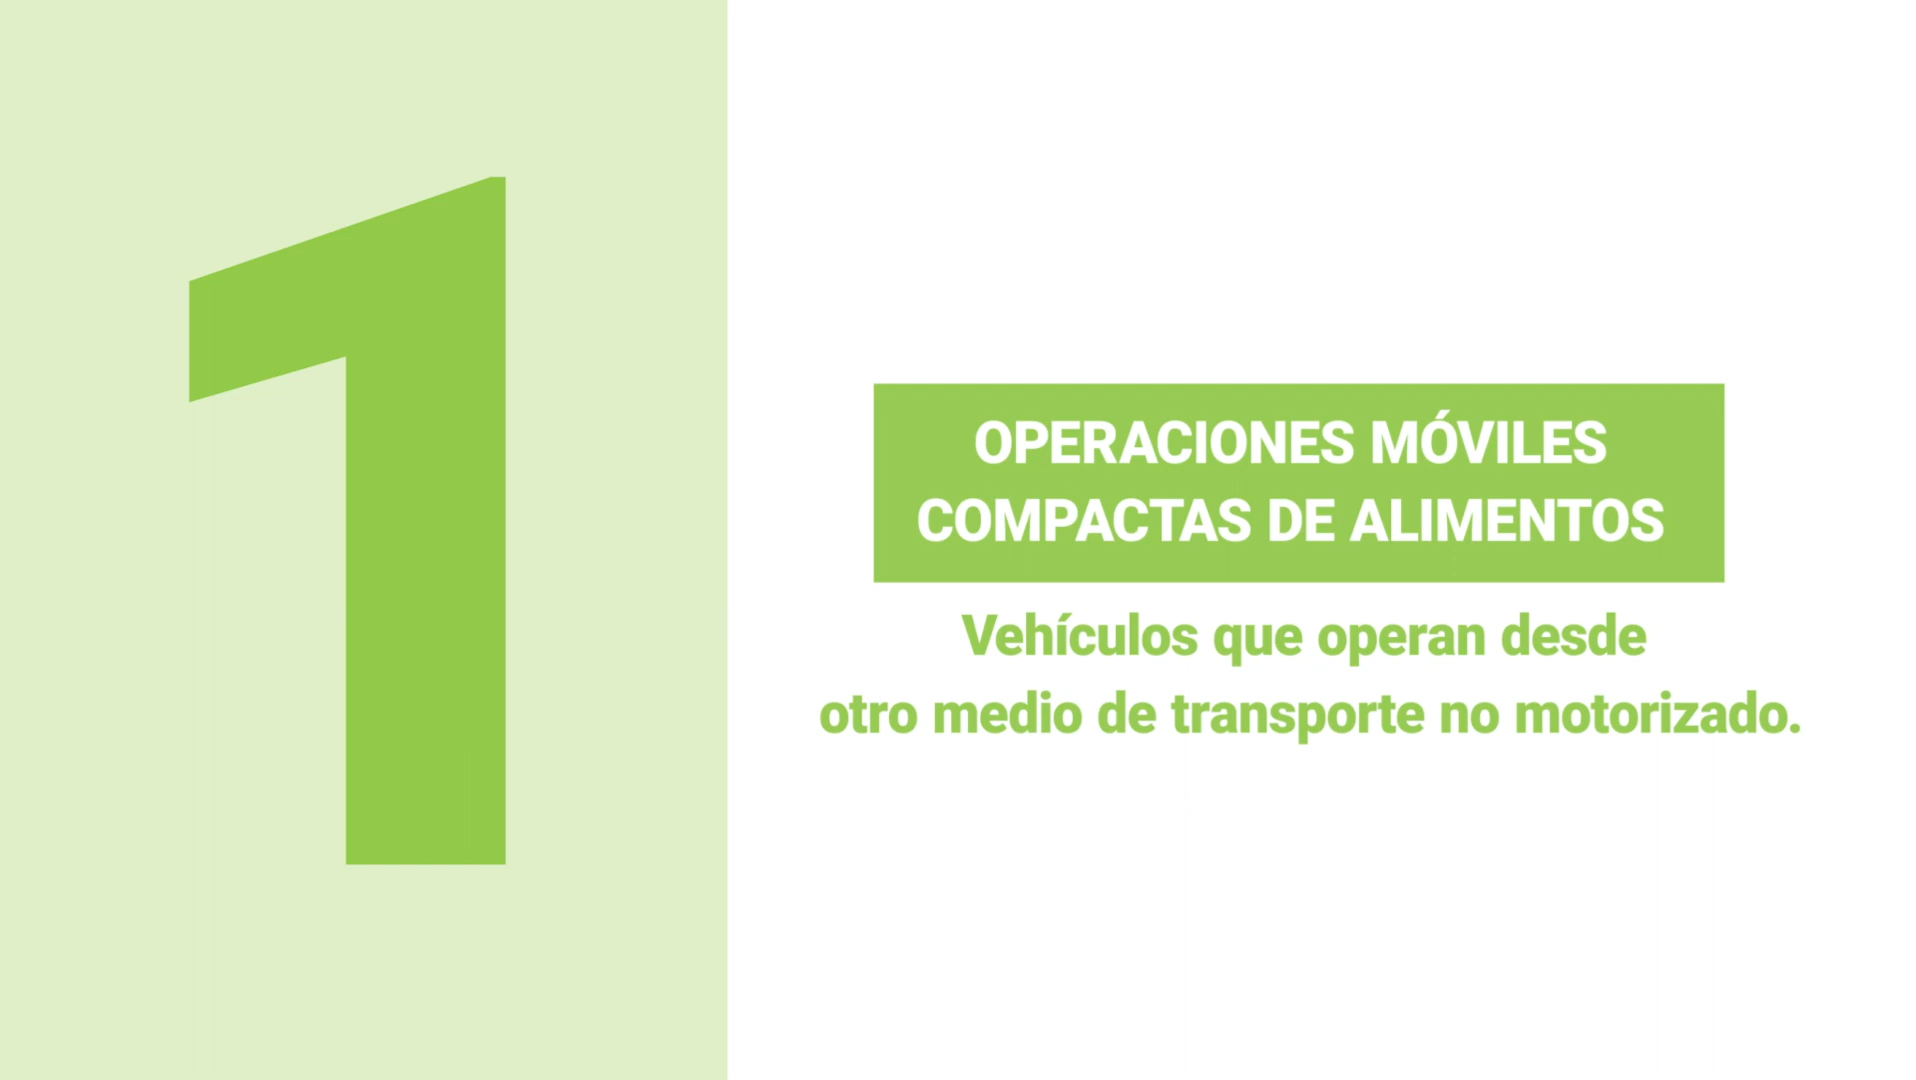 1
OPERACIONES MÓVILES
COMPACTAS DE ALIMENTOS
Vehículos que operan desde
otro medio de transporte no motorizado.